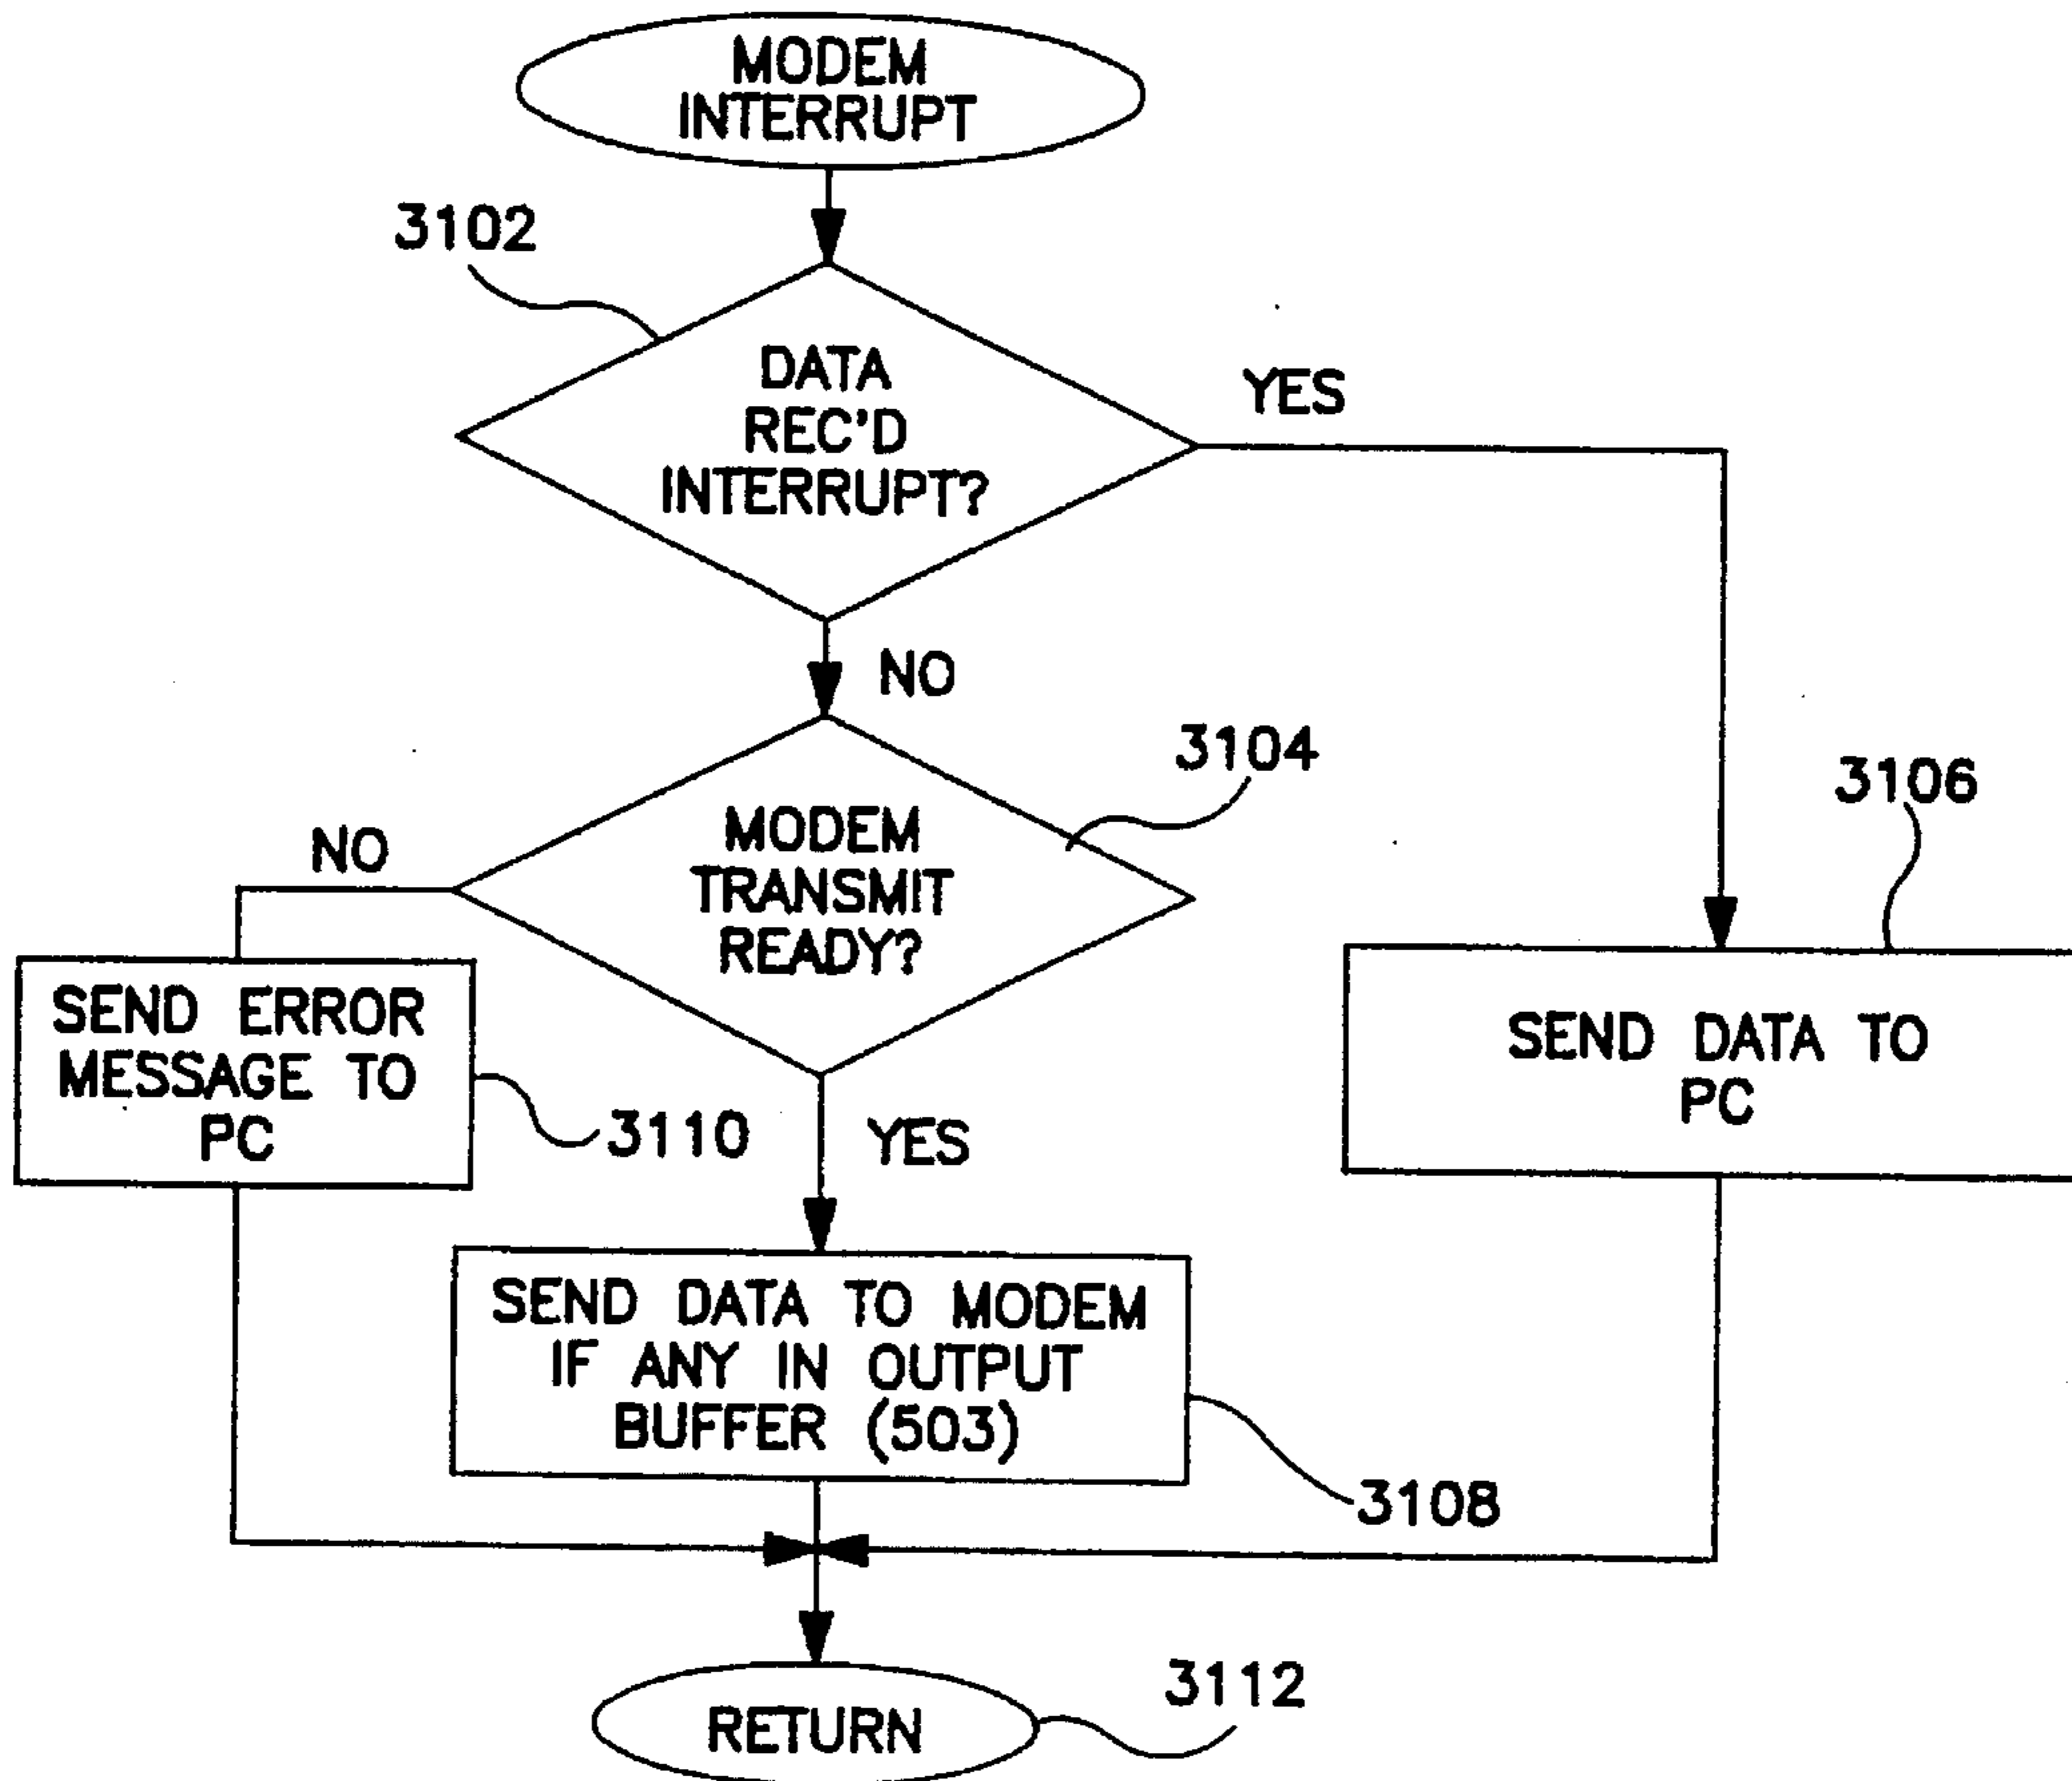 MODEM
INTERRUPT
3102
DATA
REC'D
INTERRUPT?
YES
NO
3104
MODEM
TRANSMIT
READY?
NO
3106
SEND ERROR
MESSAGE TO
PC
3110
YES
SEND DATA TO
PC
SEND DATA TO MODEM
IF ANY IN OUTPUT
BUFFER (503)
3108
RETURN
3112